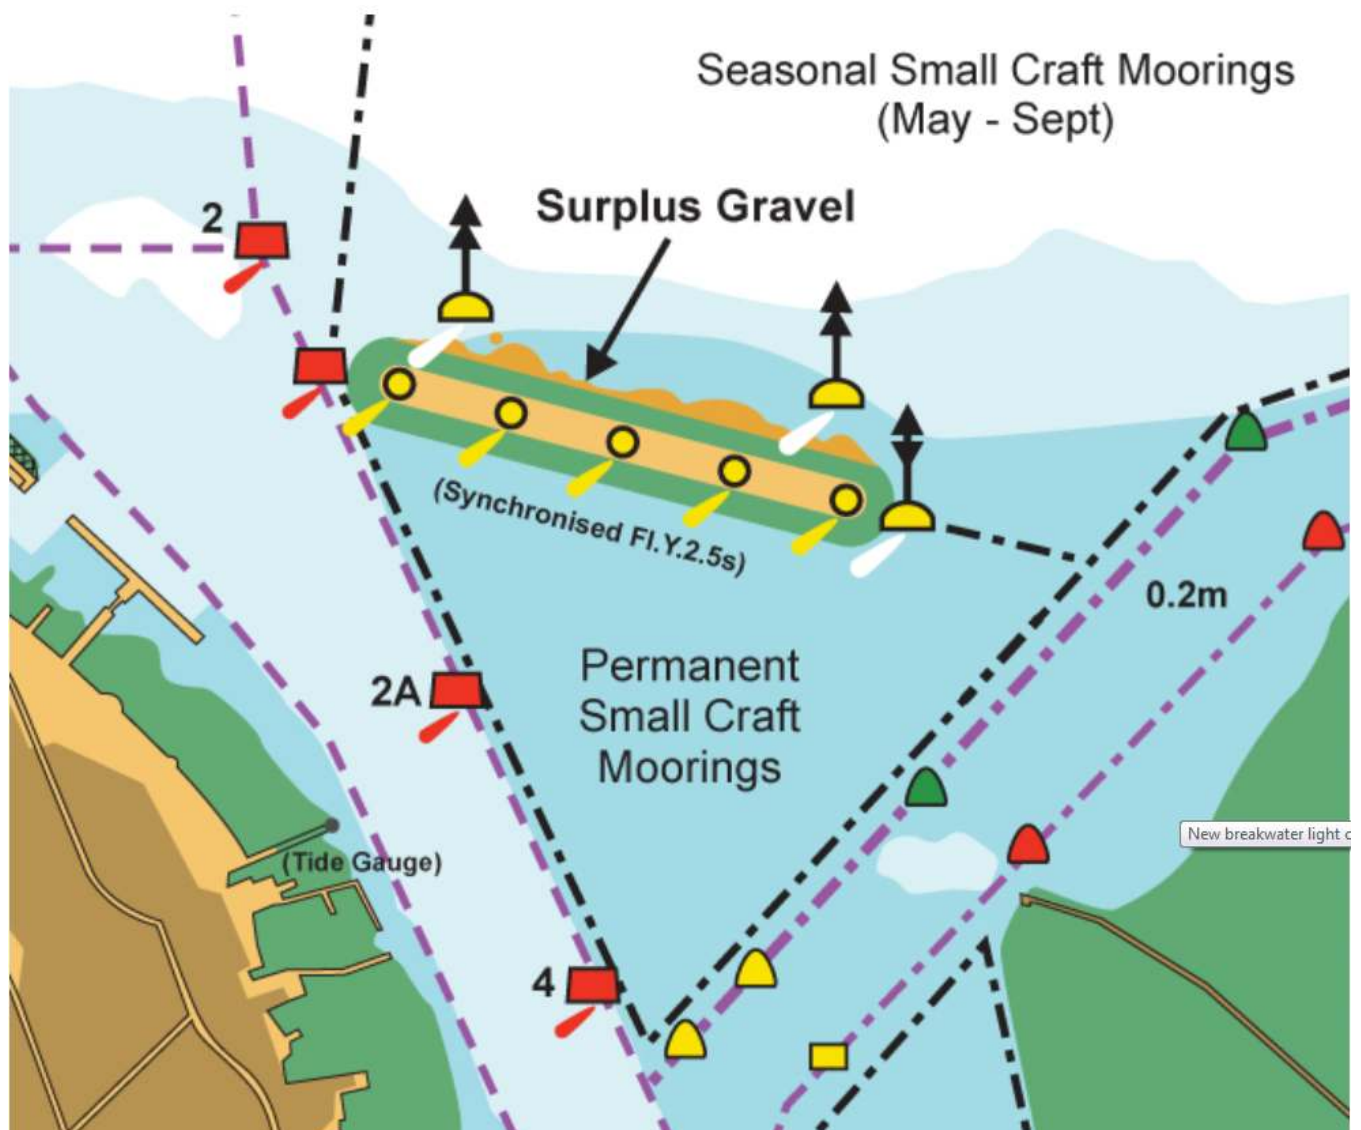 Seasonal Small Craft Moorings
(May - Sept)
Surplus Gravel
2
(Synchronised Fl.Y.2.5s)
0.2m
Permanent
Small Craft
Moorings
2A
New breakwater light
(Tide Gauge)
4